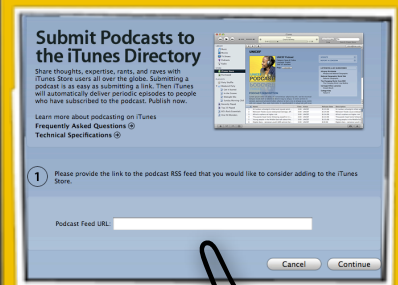 Submit Podcasts to
the iTunes Directory
Share thoughts, expertise, rants, and raves with
iTunes Store users all over the globe. Submitting a
podcast is as easy as submitting a link. Then iTunes
will automatically deliver periodic episodes to people
who have subscribed to the podcast. Publish now.
Learn more about podcasting on iTunes
Frequently Asked Questions
Technical Specifications
1
Please provide the link to the podcast RSS feed that you would like to consider adding to the iTunes
Store.
Podcast Feed URL:
Cancel
Continue
PODCAST